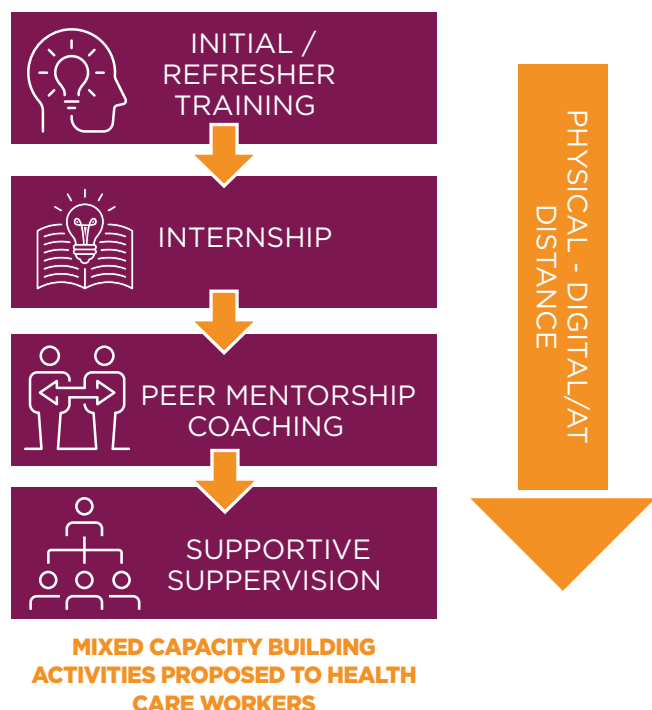 INITIAL /
REFRESHER
TRAINING
INTERNSHIP
PEER MENTORSHIP
COACHING
SUPPORTIVE
SUPPERVISION
PHYSICAL - DIGITAL/AT
DISTANCE
MIXED CAPACITY BUILDING
ACTIVITIES PROPOSED TO HEALTH
CARE WORKERS